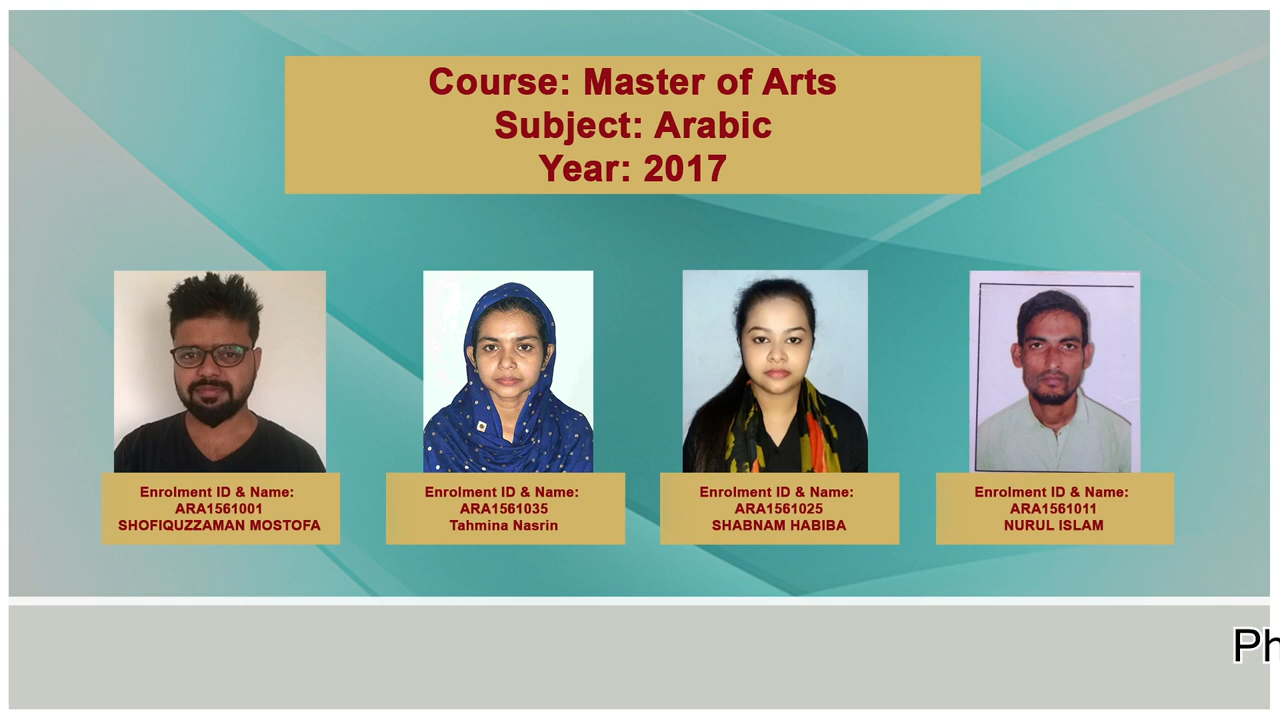 Course: Master of Arts
Subject: Arabic
Year: 2017
Enrolment ID & Name:
ARA1561001
SHOFIQUZZAMAN MOSTOFA
Enrolment ID & Name:
ARA1561035
Tahmina Nasrin
Enrolment ID & Name:
ARA1561025
SHABNAM HABIBA
Enrolment ID & Name:
ARA1561011
NURUL ISLAM